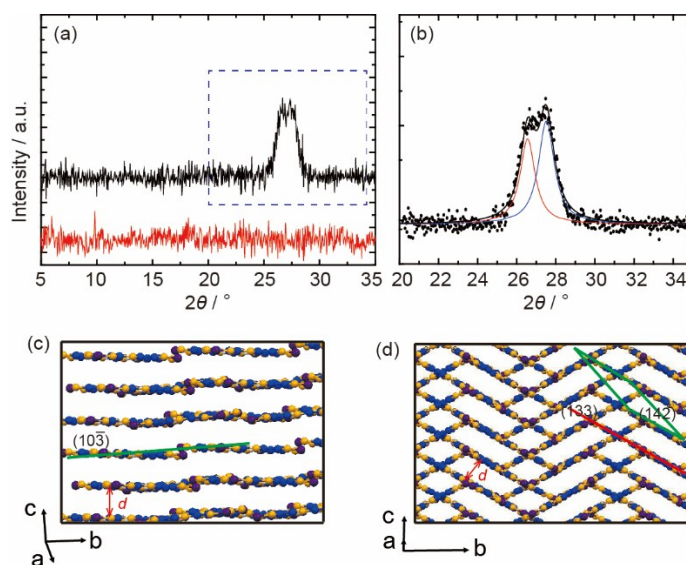 (a)
Intensity / a.u.
5 10 15 20 25 30 35
2θ / °
(b)
20 22 24 26 28 30 32 34
2θ / °
(c)
(103̅)
d
c
a
b
(d)
(133)
(142)
d
c
a
b